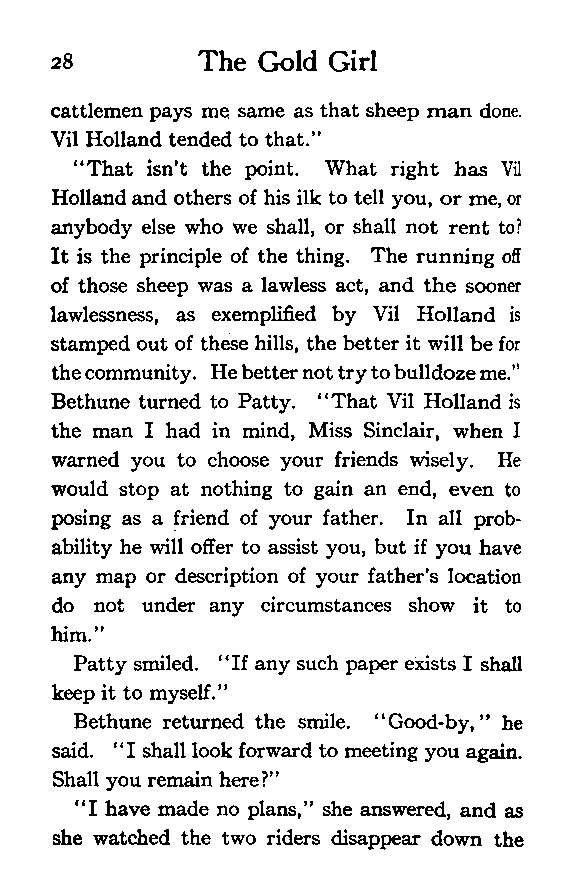 28 The Gold Girl
cattlemen pays me same as that sheep man done.
Vil Holland tended to that."
"That isn't the point. What right has Vil
Holland and others of his ilk to tell you, or me, or
anybody else who we shall, or shall not rent to?
It is the principle of the thing. The running off
of those sheep was a lawless act, and the sooner
lawlessness, as exemplified by Vil Holland is
stamped out of these hills, the better it will be for
the community. He better not try to bulldoze me."
Bethune turned to Patty. "That Vil Holland is
the man I had in mind, Miss Sinclair, when I
warned you to choose your friends wisely. He
would stop at nothing to gain an end, even to
posing as a friend of your father. In all prob-
ability he will offer to assist you, but if you have
any map or description of your father's location
do not under any circumstances show it to
him."
Patty smiled. "If any such paper exists I shall
keep it to myself."
Bethune returned the smile. "Good-by," he
said. "I shall look forward to meeting you again.
Shall you remain here?"
"I have made no plans," she answered, and as
she watched the two riders disappear down the